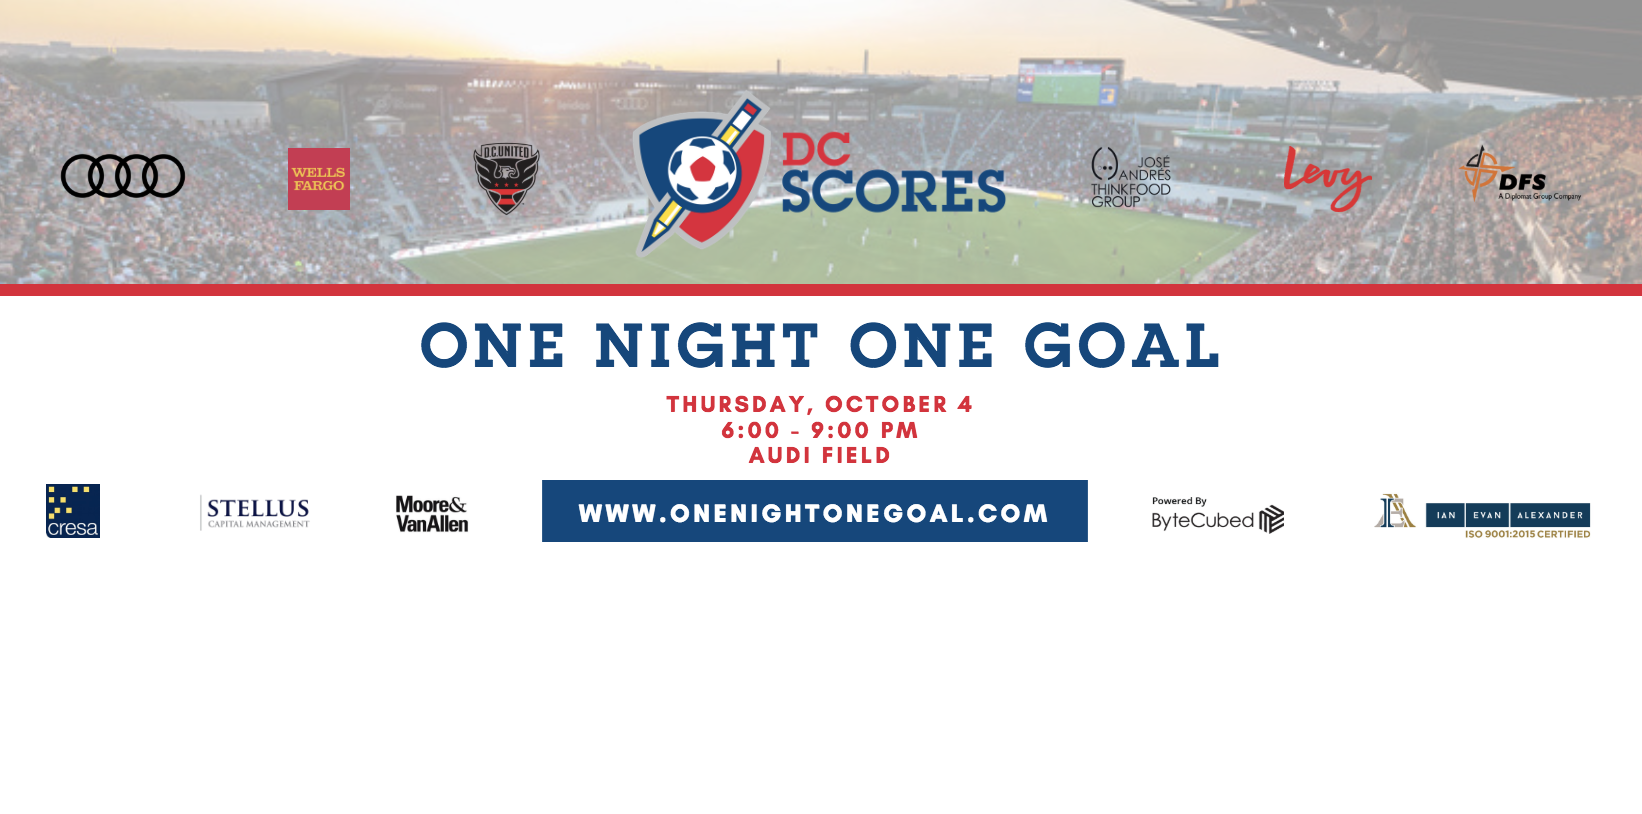 WELLS
FARGO
D.C.UNITED
DC
SCORES
JOSÉ
ANDRÉS
THINKFOOD
GROUP
Levy
DFS
A Diplomat Group Company
ONE NIGHT ONE GOAL
THURSDAY, OCTOBER 4
6:00 - 9:00 PM
AUDI FIELD
cresa
STELLUS
CAPITAL MANAGEMENT
Moore&
VanAllen
WWW.ONENIGHTONEGOAL.COM
Powered By
ByteCubed
IAN EVAN ALEXANDER
ISO 9001:2015 CERTIFIED